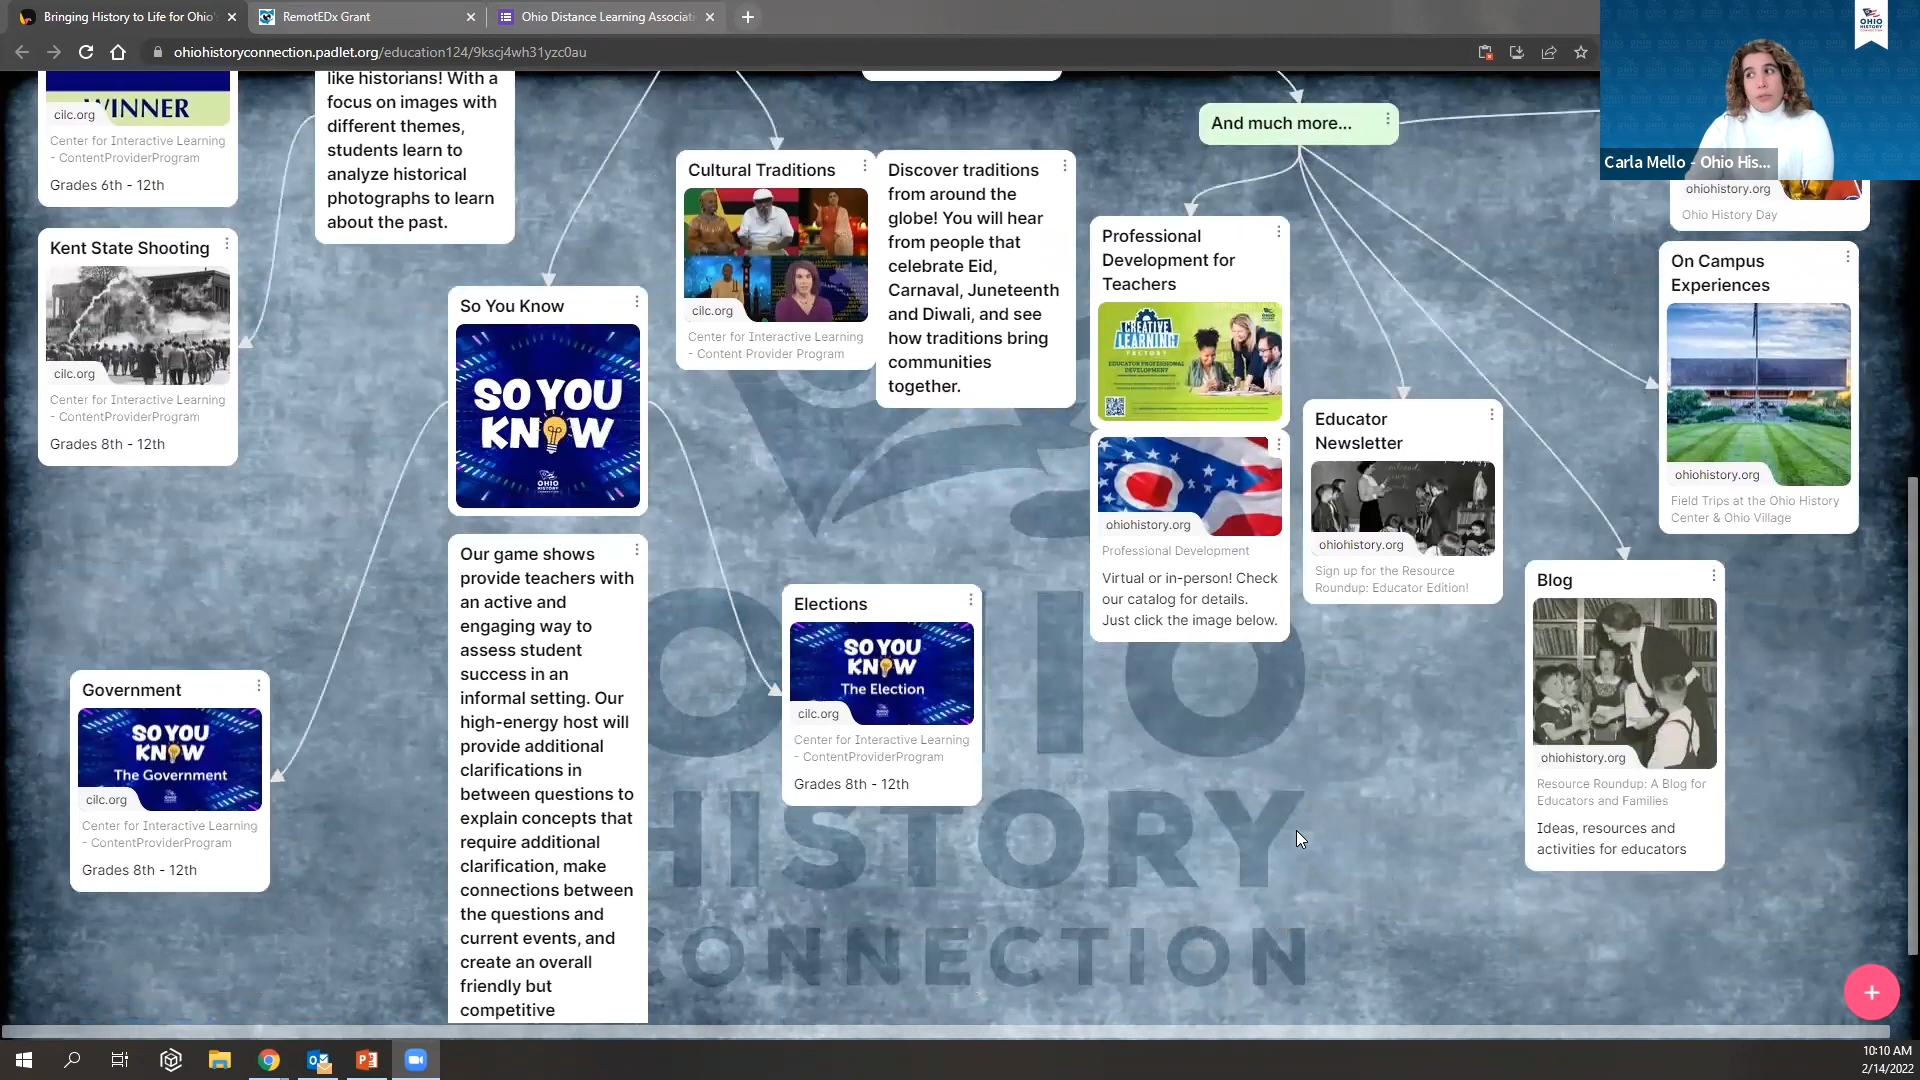 Bringing History to Life for Ohio's
RemotEDx Grant
Ohio Distance Learning Associati
ohiohistoryconnection.padlet.org/education124/9kscj4wh31yzc0au
OHIO
HISTORY
CONNECTION
Carla Mello - Ohio His...
WINNER
cilc.org
Center for Interactive Learning
- ContentProviderProgram
Grades 6th - 12th
like historians! With a
focus on images with
different themes,
students learn to
analyze historical
photographs to learn
about the past.
Kent State Shooting
cilc.org
Center for Interactive Learning
- ContentProviderProgram
Grades 8th - 12th
So You Know
SO YOU
KNOW
OHIO
HISTORY
CONNECTION
Our game shows
provide teachers with
an active and
engaging way to
assess student
success in an
informal setting. Our
high-energy host will
provide additional
clarifications in
between questions to
explain concepts that
require additional
clarification, make
connections between
the questions and
current events, and
create an overall
friendly but
competitive
Government
SO YOU
KNOW
The Government
cilc.org
Center for Interactive Learning
- ContentProviderProgram
Grades 8th - 12th
Cultural Traditions
cilc.org
Center for Interactive Learning
- Content Provider Program
Discover traditions
from around the
globe! You will hear
from people that
celebrate Eid,
Carnaval, Juneteenth
and Diwali, and see
how traditions bring
communities
together.
Elections
SO YOU
KNOW
The Election
cilc.org
Center for Interactive Learning
- ContentProviderProgram
Grades 8th - 12th
And much more...
Professional
Development for
Teachers
CREATIVE
LEARNING
FACTORY
EDUCATOR PROFESSIONAL
DEVELOPMENT
ohiohistory.org
Professional Development
Virtual or in-person! Check
our catalog for details.
Just click the image below.
Educator
Newsletter
ohiohistory.org
Sign up for the Resource
Roundup: Educator Edition!
Blog
ohiohistory.org
Resource Roundup: A Blog for
Educators and Families
Ideas, resources and
activities for educators
ohiohistory.org
Ohio History Day
On Campus
Experiences
ohiohistory.org
Field Trips at the Ohio History
Center & Ohio Village
OHIO
HISTORY
CONNECTION
10:10 AM
2/14/2022